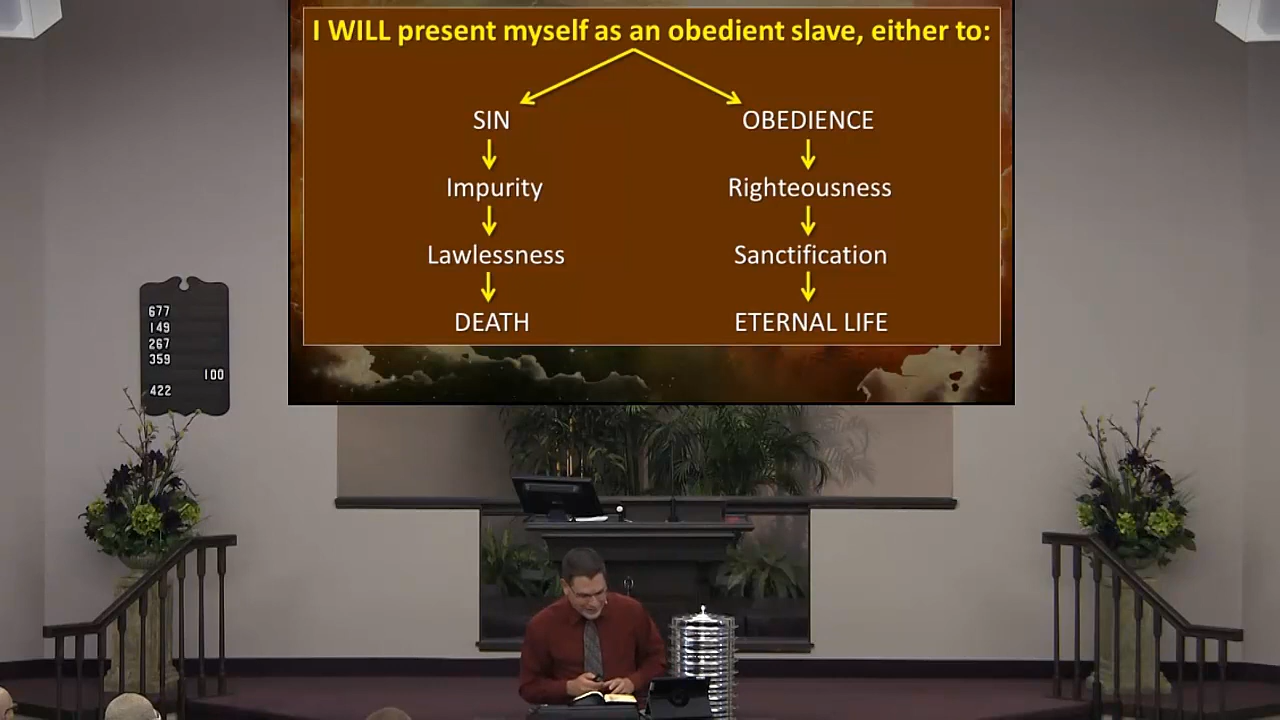 I WILL present myself as an obedient slave, either to:
SIN
Impurity
Lawlessness
DEATH
OBEDIENCE
Righteousness
Sanctification
ETERNAL LIFE
677
149
267
359
100
422